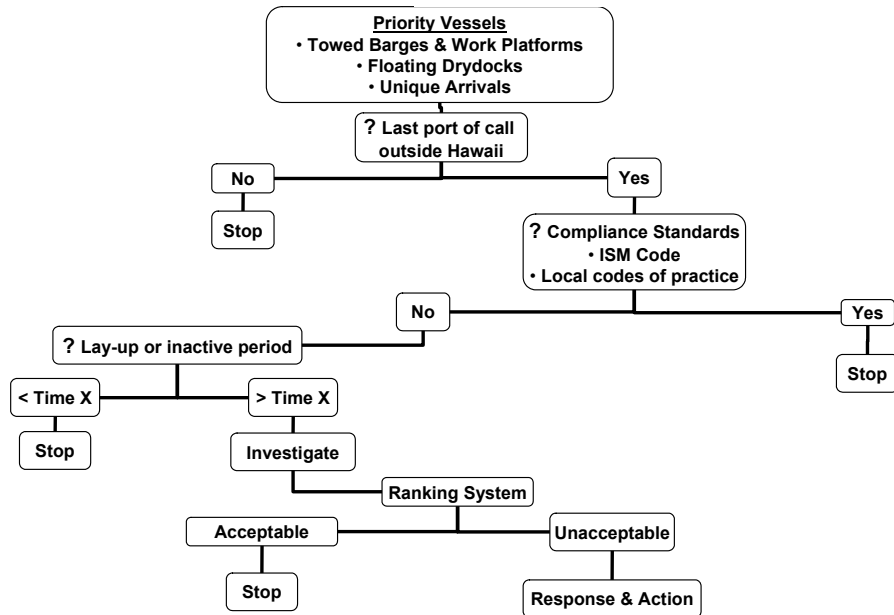 Priority Vessels
• Towed Barges & Work Platforms
• Floating Drydocks
• Unique Arrivals
? Last port of call
outside Hawaii
No
Yes
Stop
? Compliance Standards
• ISM Code
• Local codes of practice
No
Yes
? Lay-up or inactive period
Stop
< Time X
> Time X
Stop
Investigate
Ranking System
Acceptable
Unacceptable
Stop
Response & Action